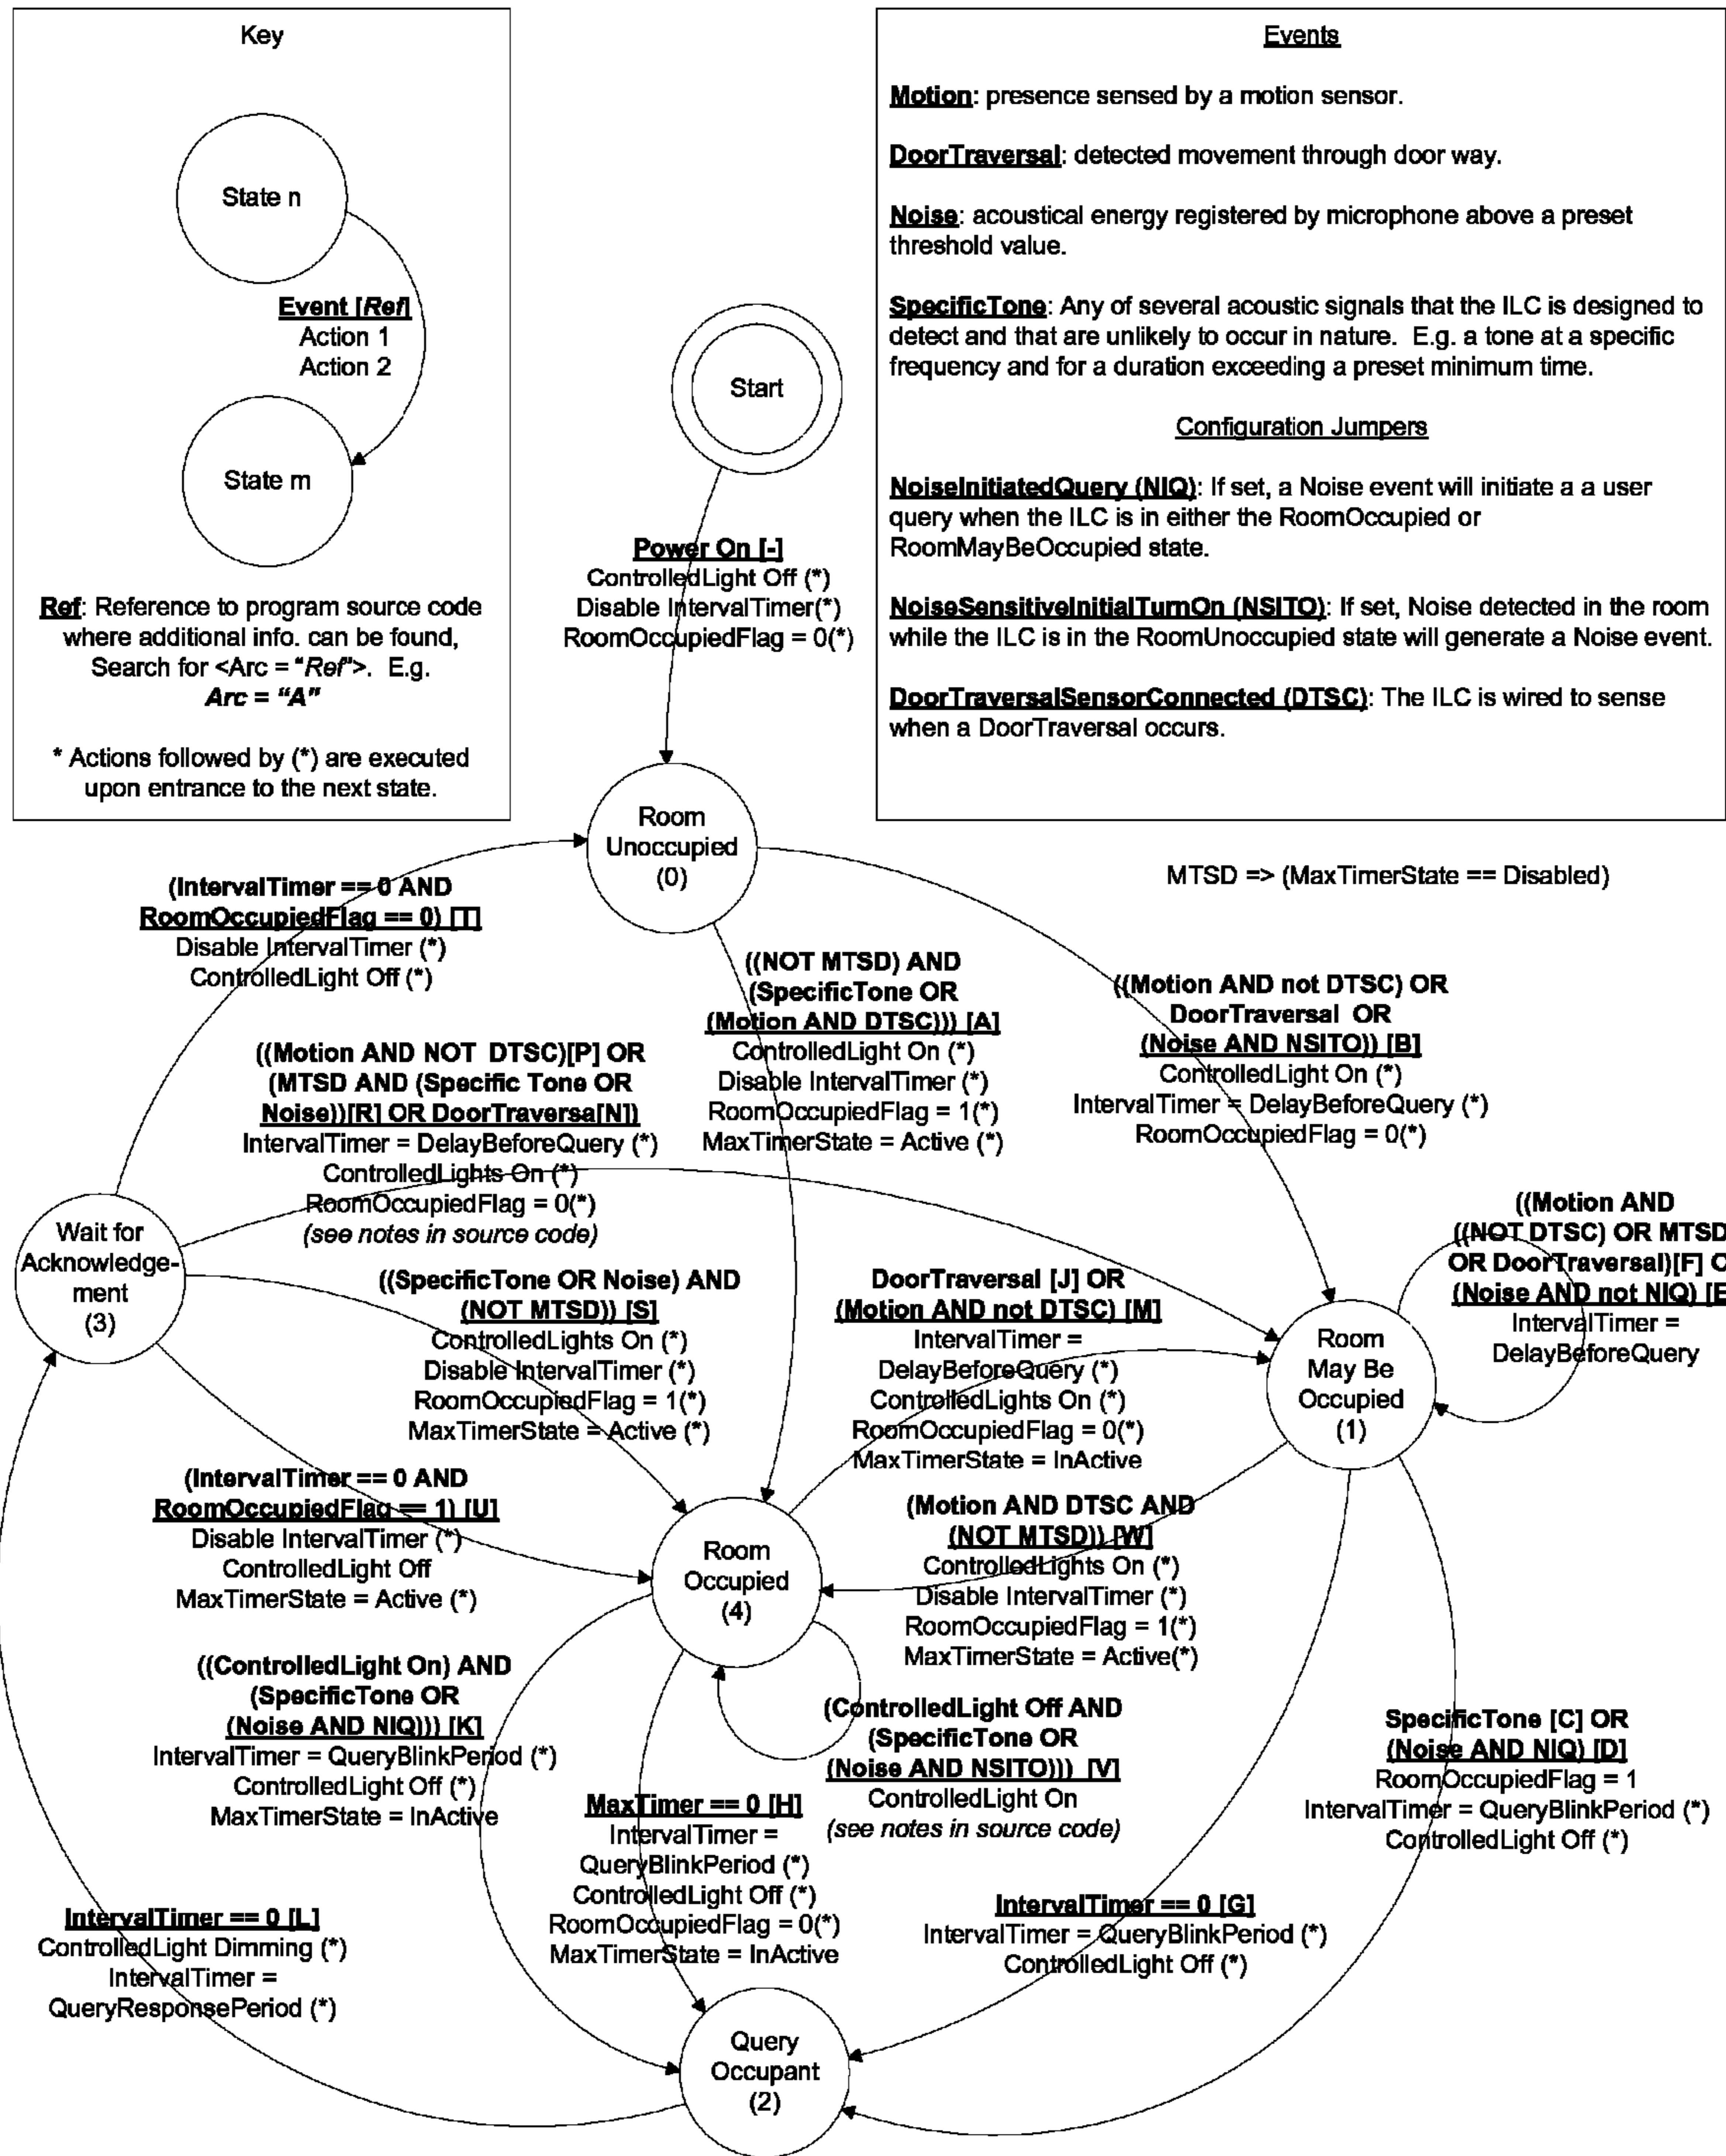 Key
State n
Event [Ref]
Action 1
Action 2
State m
Ref: Reference to program source code
where additional info. can be found,
Search for <Arc = "Ref">. E.g.
Arc = "A"
* Actions followed by (*) are executed
upon entrance to the next state.
Events
Motion: presence sensed by a motion sensor.
DoorTraversal: detected movement through door way.
Noise: acoustical energy registered by microphone above a preset
threshold value.
SpecificTone: Any of several acoustic signals that the ILC is designed to
detect and that are unlikely to occur in nature. E.g. a tone at a specific
frequency and for a duration exceeding a preset minimum time.
Configuration Jumpers
NoiseInitiatedQuery (NIQ): If set, a Noise event will initiate a a user
query when the ILC is in either the RoomOccupied or
RoomMayBeOccupied state.
NoiseSensitiveInitialTurnOn (NSITO): If set, Noise detected in the room
while the ILC is in the RoomUnoccupied state will generate a Noise event.
DoorTraversalSensorConnected (DTSC): The ILC is wired to sense
when a DoorTraversal occurs.
Start
Power On [-]
ControlledLight Off (*)
Disable IntervalTimer(*)
RoomOccupiedFlag = 0(*)
Room
Unoccupied
(0)
MTSD => (MaxTimerState == Disabled)
(IntervalTimer == 0 AND
RoomOccupiedFlag == 0) [T]
Disable IntervalTimer (*)
ControlledLight Off (*)
((NOT MTSD) AND
(SpecificTone OR
(Motion AND DTSC))) [A]
ControlledLight On (*)
Disable IntervalTimer (*)
RoomOccupiedFlag = 1(*)
MaxTimerState = Active (*)
((Motion AND not DTSC) OR
DoorTraversal OR
(Noise AND NSITO)) [B]
ControlledLight On (*)
IntervalTimer = DelayBeforeQuery (*)
RoomOccupiedFlag = 0(*)
((Motion AND NOT DTSC)[P] OR
(MTSD AND (Specific Tone OR
Noise))[R] OR DoorTraversa[N])
IntervalTimer = DelayBeforeQuery (*)
ControlledLights On (*)
RoomOccupiedFlag = 0(*)
(see notes in source code)
Wait for
Acknowledge-
ment
(3)
((Motion AND
((NOT DTSC) OR MTSD
OR DoorTraversal)[F] O
(Noise AND not NIQ) [E
IntervalTimer =
DelayBeforeQuery
((SpecificTone OR Noise) AND
(NOT MTSD)) [S]
ControlledLights On (*)
Disable IntervalTimer (*)
RoomOccupiedFlag = 1(*)
MaxTimerState = Active (*)
DoorTraversal [J] OR
(Motion AND not DTSC) [M]
IntervalTimer =
DelayBeforeQuery (*)
ControlledLights On (*)
RoomOccupiedFlag = 0(*)
MaxTimerState = InActive
Room
May Be
Occupied
(1)
(IntervalTimer == 0 AND
RoomOccupiedFlag == 1) [U]
Disable IntervalTimer (*)
ControlledLight Off
MaxTimerState = Active (*)
Room
Occupied
(4)
(Motion AND DTSC AND
(NOT MTSD)) [W]
ControlledLights On (*)
Disable IntervalTimer (*)
RoomOccupiedFlag = 1(*)
MaxTimerState = Active(*)
((ControlledLight On) AND
(SpecificTone OR
(Noise AND NIQ))) [K]
IntervalTimer = QueryBlinkPeriod (*)
ControlledLight Off (*)
MaxTimerState = InActive
(ControlledLight Off AND
(SpecificTone OR
(Noise AND NSITO))) [V]
ControlledLight On
(see notes in source code)
SpecificTone [C] OR
(Noise AND NIQ) [D]
RoomOccupiedFlag = 1
IntervalTimer = QueryBlinkPeriod (*)
ControlledLight Off (*)
MaxTimer == 0 [H]
IntervalTimer =
QueryBlinkPeriod (*)
ControlledLight Off (*)
RoomOccupiedFlag = 0(*)
MaxTimerState = InActive
IntervalTimer == 0 [G]
IntervalTimer = QueryBlinkPeriod (*)
ControlledLight Off (*)
IntervalTimer == 0 [L]
ControlledLight Dimming (*)
IntervalTimer =
QueryResponsePeriod (*)
Query
Occupant
(2)